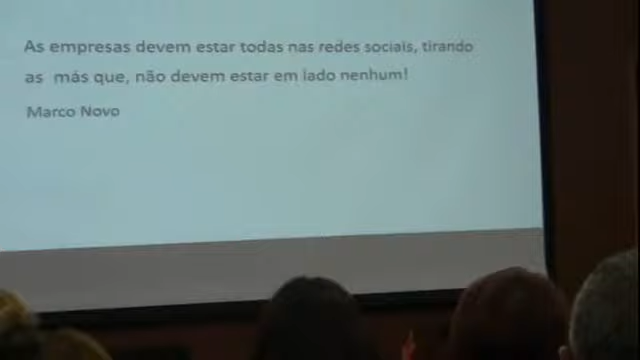 As empresas devem estar todas nas redes sociais, tirando
as más que, não devem estar em lado nenhum!
Marco Novo